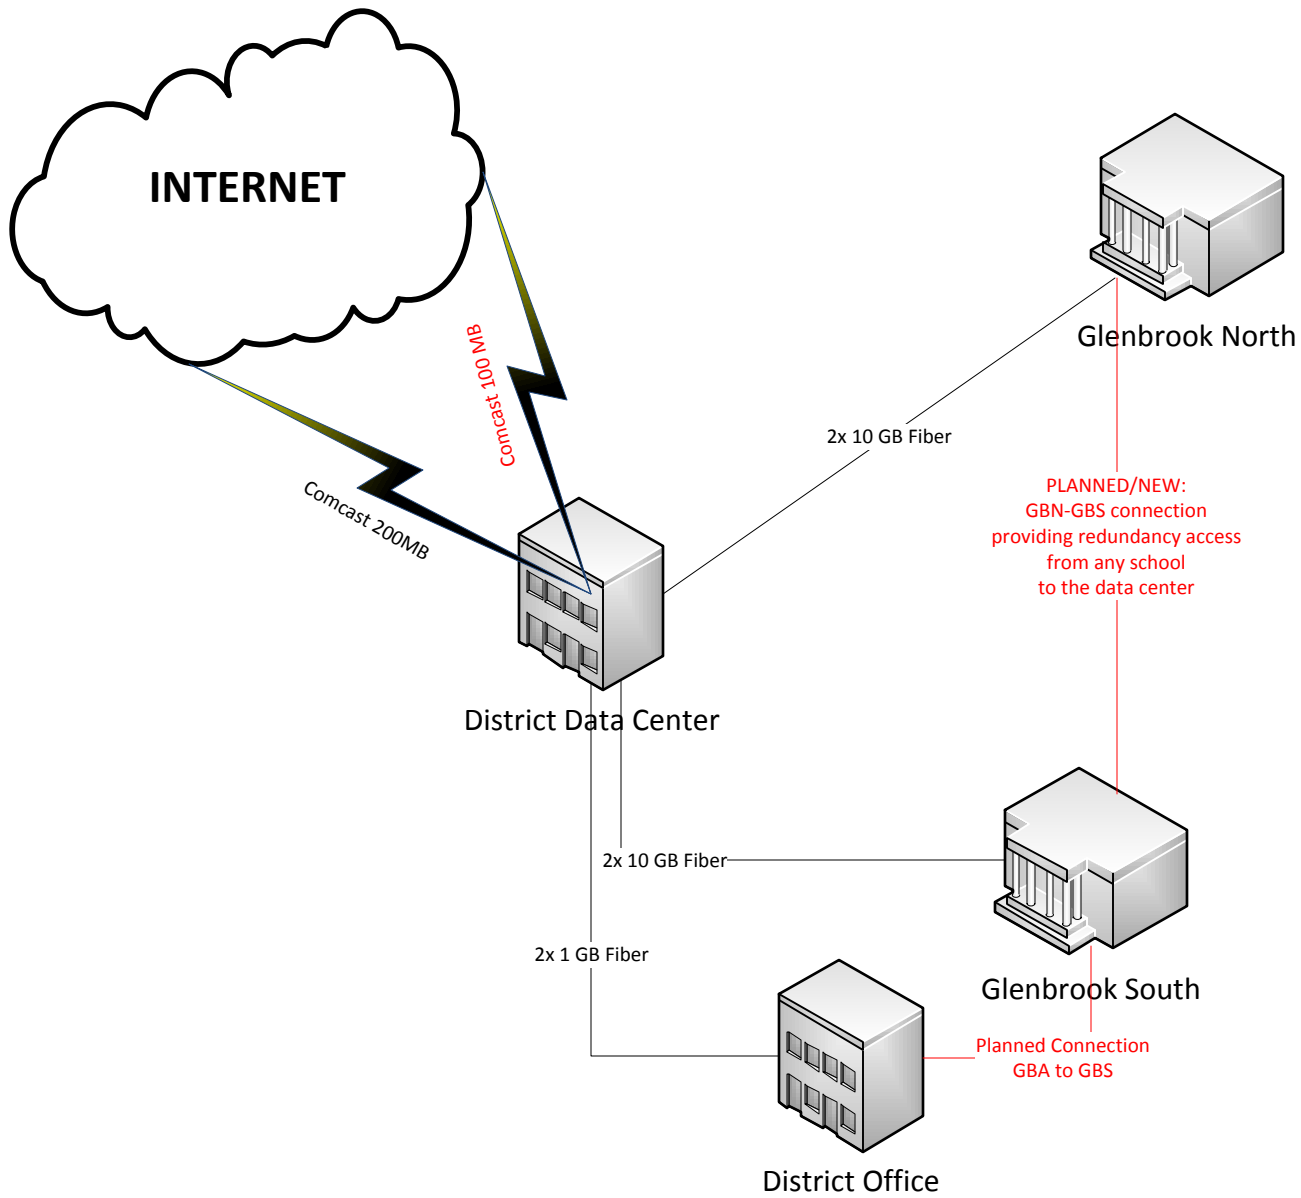 INTERNET
Glenbrook North
Comcast 100 MB
2x 10 GB Fiber
Comcast 200MB
PLANNED/NEW:
GBN-GBS connection
providing redundancy access
from any school
to the data center
District Data Center
2x 10 GB Fiber
2x 1 GB Fiber
Glenbrook South
Planned Connection
GBA to GBS
District Office